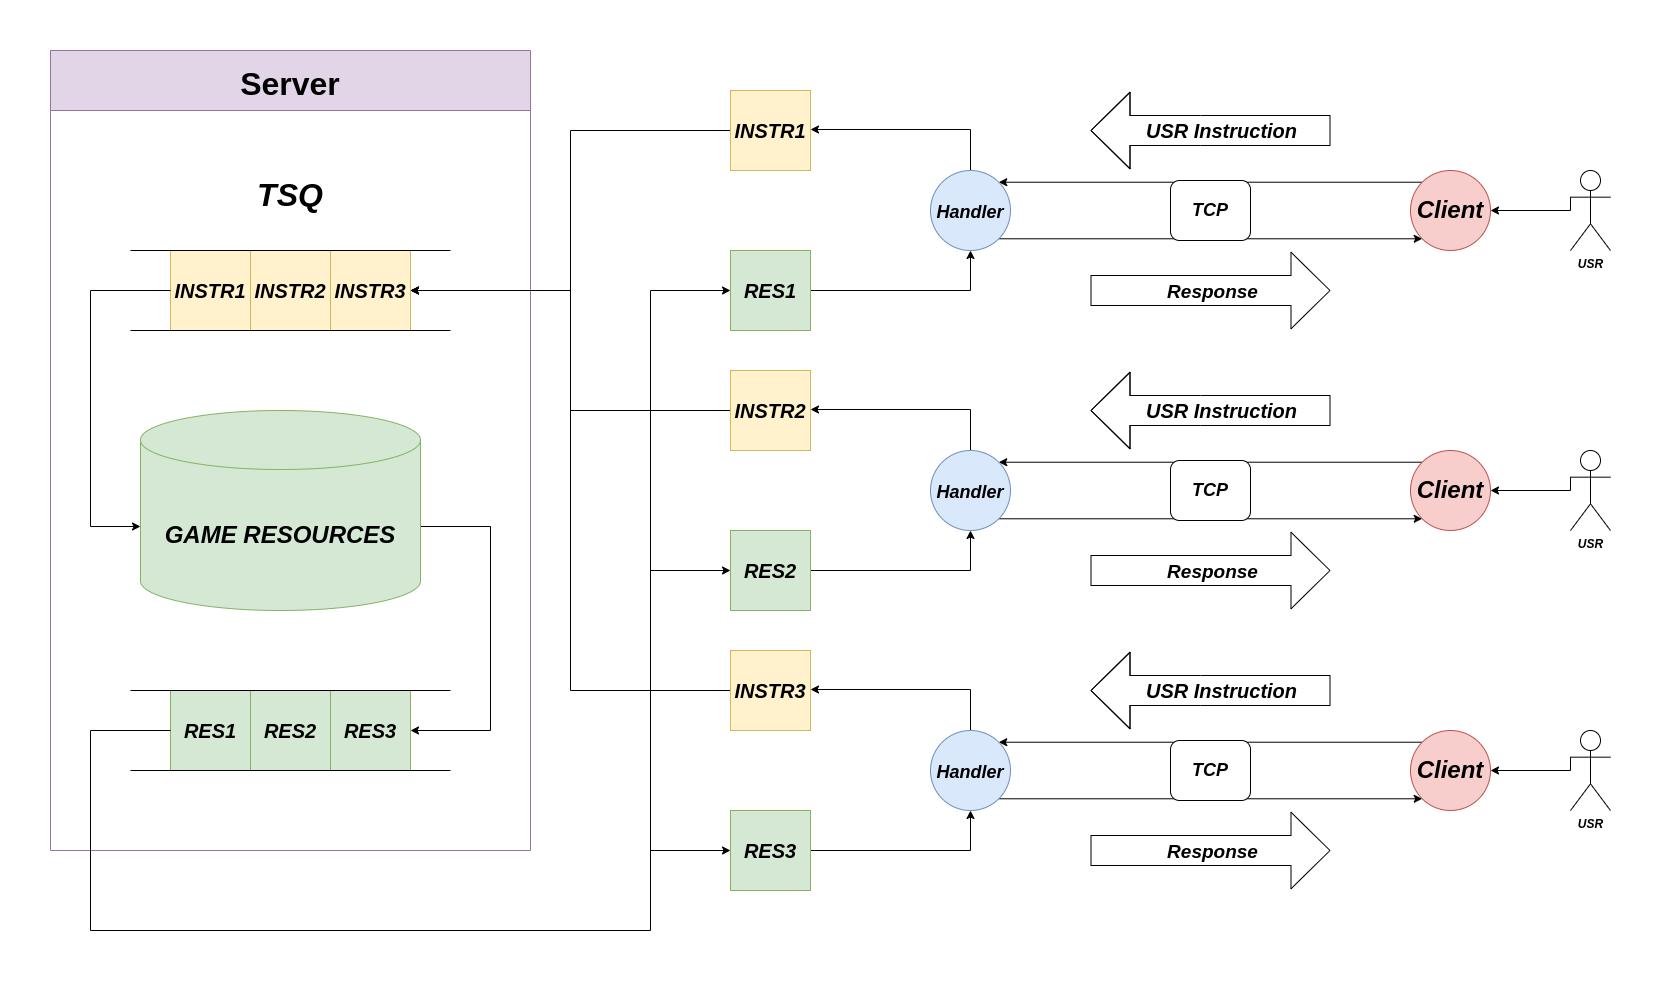 Server
TSQ
INSTR1 INSTR2 INSTR3
GAME RESOURCES
RES1 RES2 RES3
INSTR1
USR Instruction
Handler
TCP
Client
USR
RES1
Response
INSTR2
USR Instruction
Handler
TCP
Client
USR
RES2
Response
INSTR3
USR Instruction
Handler
TCP
Client
USR
RES3
Response